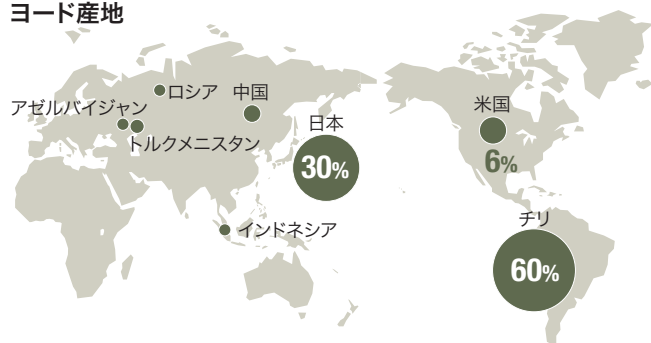 ヨード産地
ロシア
中国
アゼルバイジャン
トルクメニスタン
日本
30%
米国
6%
インドネシア
チリ
60%